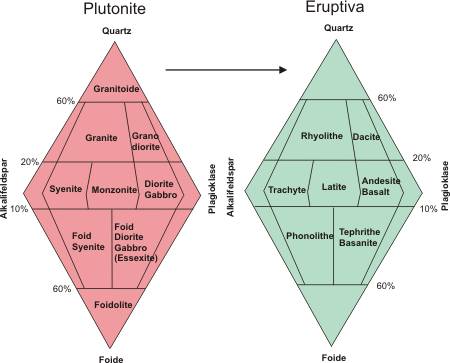 Plutonite
Quartz
Granitoide
60%
Granite
Grano
diorite
20%
Syenite
Monzonite
Diorite
Gabbro
Alkalifeldspar
Plagioklase
10%
Foid
Syenite
Foid
Diorite
Gabbro
(Essexite)
60%
Foidolite
Foide
Eruptiva
Quartz
60%
Rhyolithe
Dacite
20%
Trachyte
Latite
Andesite
Basalt
Alkalifeldspar
Plagioklase
10%
Phonolithe
Tephrithe
Basanite
60%
Foide